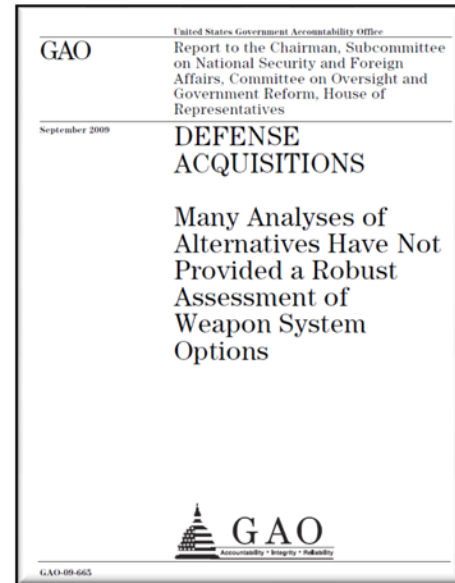 United States Government Accountability Office
GAO
Report to the Chairman, Subcommittee
on National Security and Foreign
Affairs, Committee on Oversight and
Government Reform, House of
Representatives
September 2009
DEFENSE
ACQUISITIONS
Many Analyses of
Alternatives Have Not
Provided a Robust
Assessment of
Weapon System
Options
GAO
Accountability * Integrity * Reliability
GAO-09-665